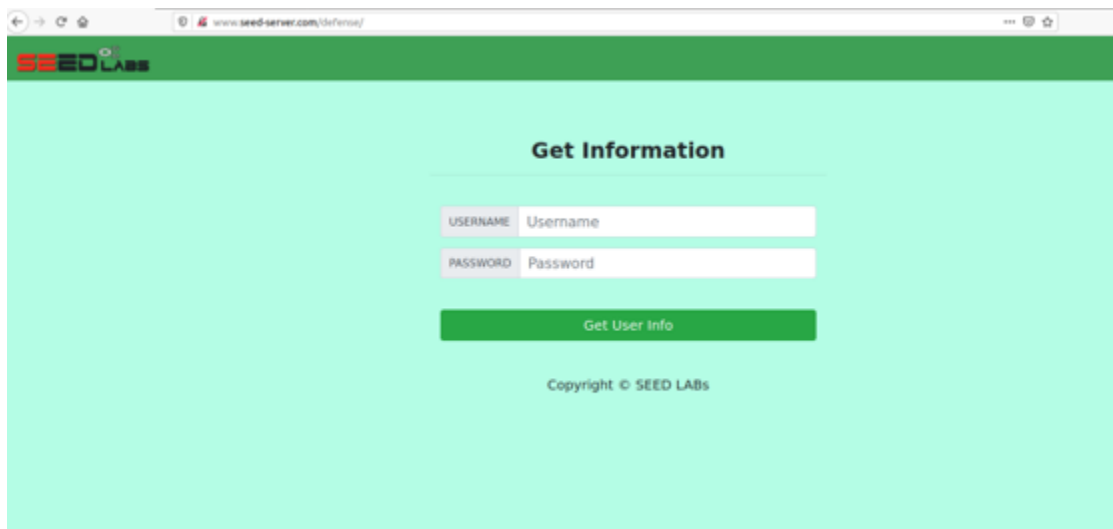 www.seed-server.com/defense/
SEED LABS
Get Information
USERNAME Username
PASSWORD Password
Get User Info
Copyright © SEED LABs